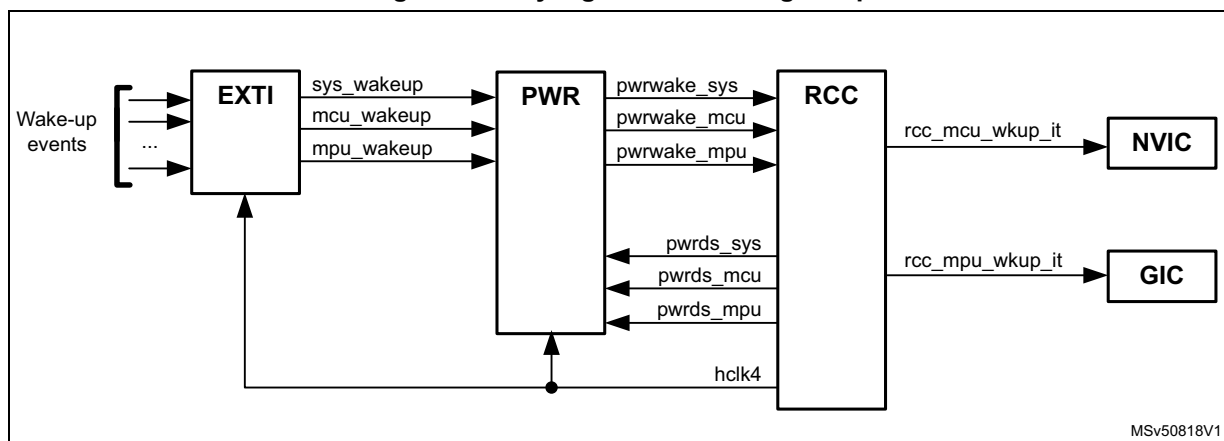 EXTI
PWR
RCC
Wake-up
events
...
sys_wakeup
mcu_wakeup
mpu_wakeup
pwrwake_sys
pwrwake_mcu
pwrwake_mpu
rcc_mcu_wkup_it
NVIC
pwrds_sys
pwrds_mcu
pwrds_mpu
rcc_mpu_wkup_it
GIC
hclk4
MSv50818V1